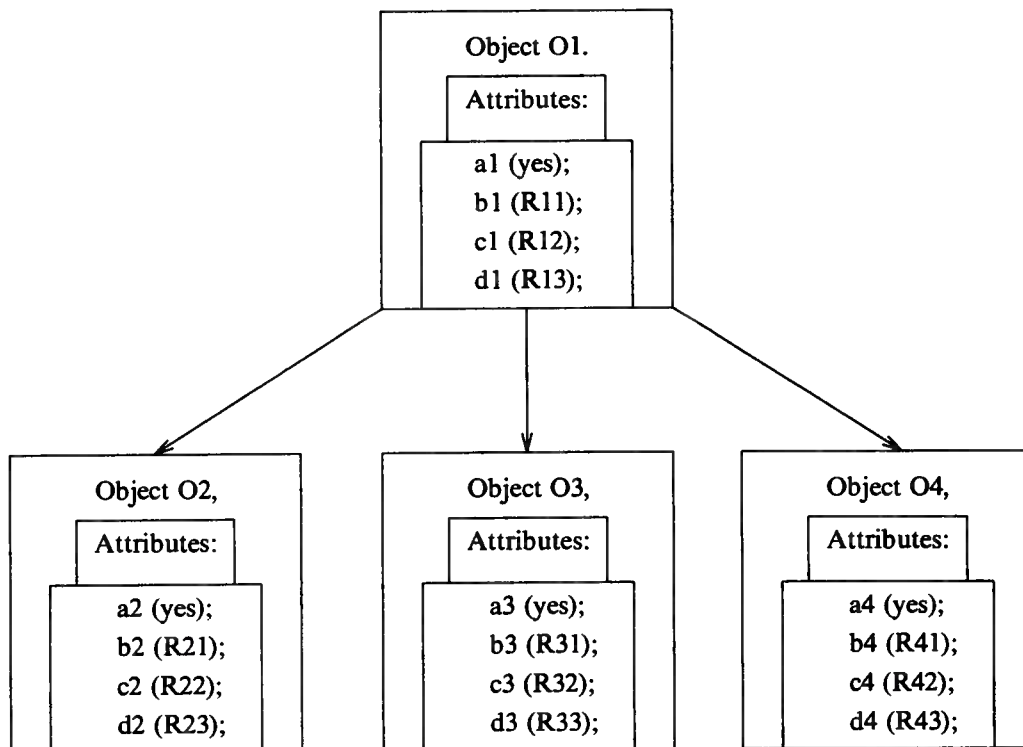 Object O1.
Attributes:
a1 (yes);
b1 (R11);
c1 (R12);
d1 (R13);
Object O2,
Attributes:
a2 (yes);
b2 (R21);
c2 (R22);
d2 (R23);
Object O3,
Attributes:
a3 (yes);
b3 (R31);
c3 (R32);
d3 (R33);
Object O4,
Attributes:
a4 (yes);
b4 (R41);
c4 (R42);
d4 (R43);